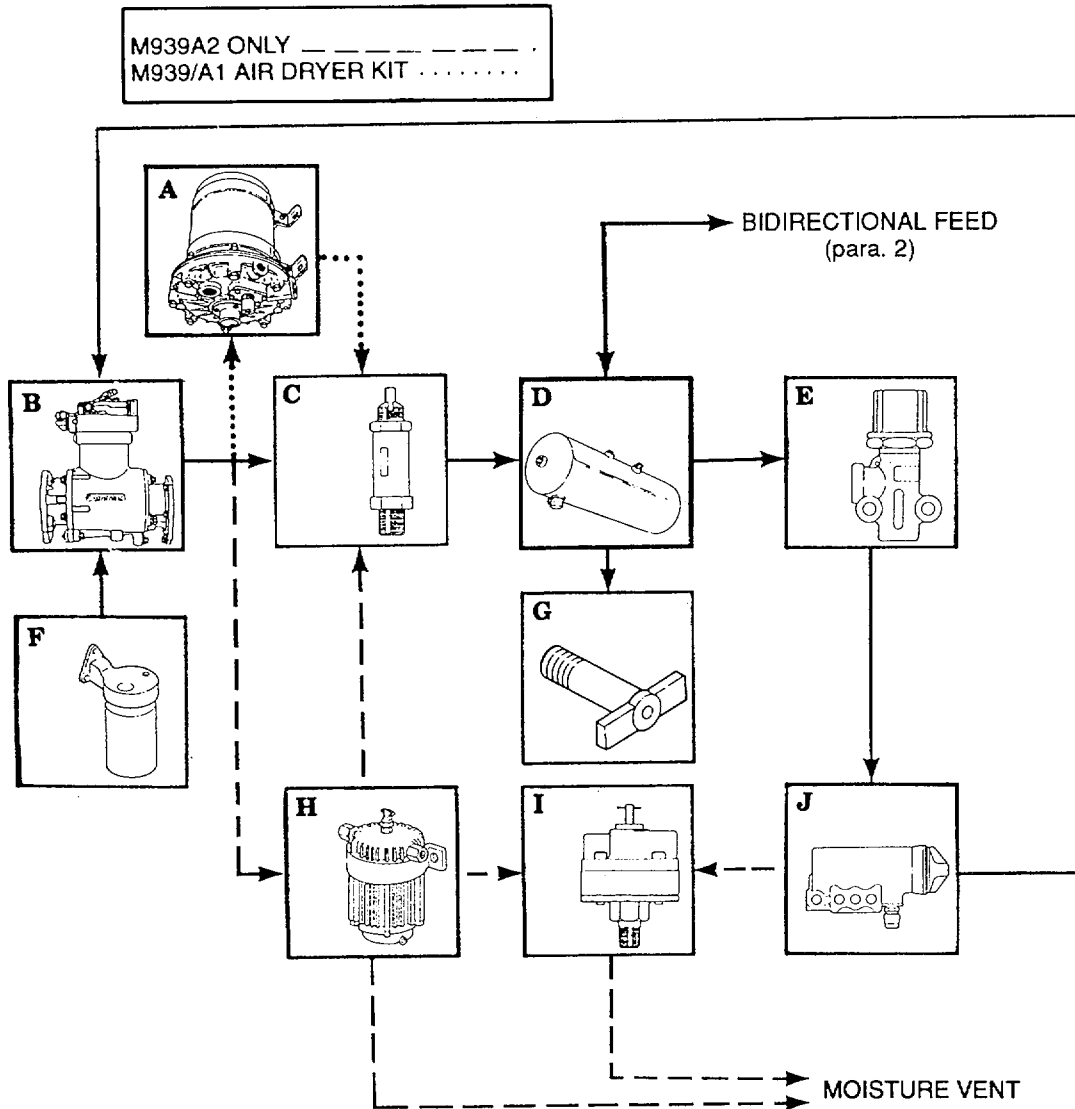 M939A2 ONLY
M939/A1 AIR DRYER KIT
A
BIDIRECTIONAL FEED
(para. 2)
B
C
D
E
F
G
H
I
J
MOISTURE VENT